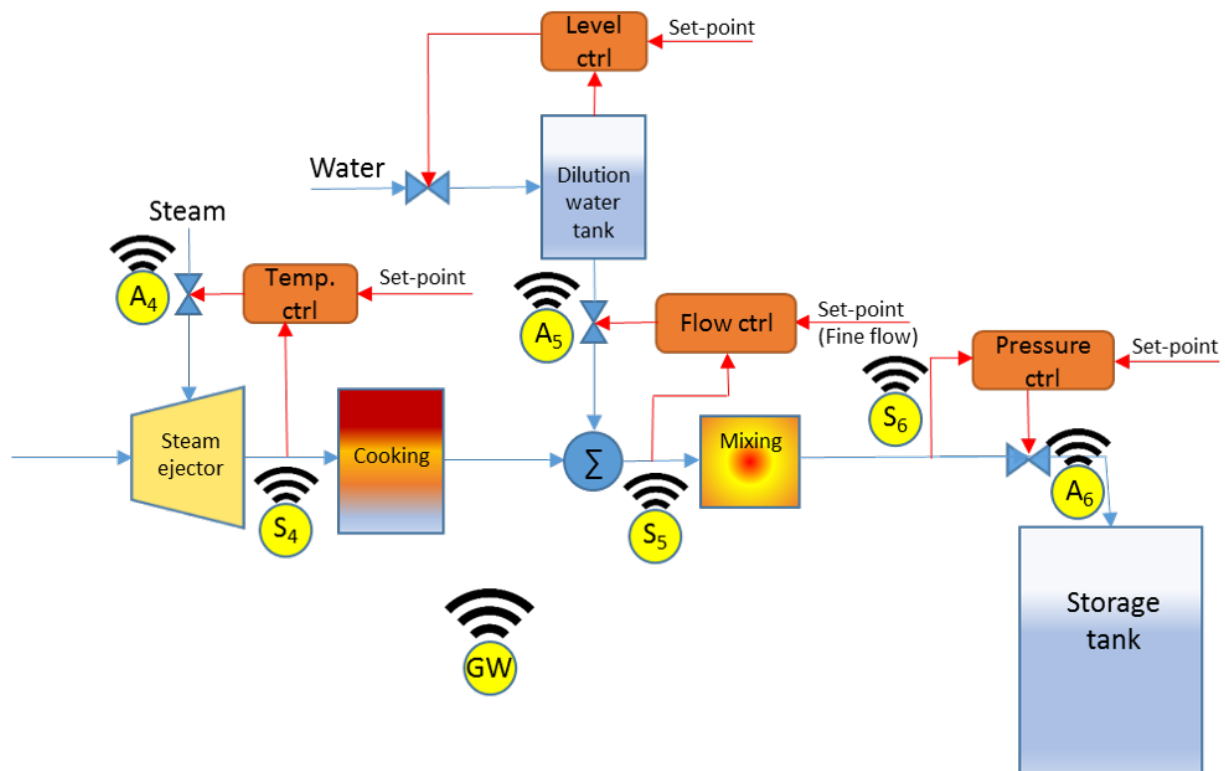 Level
ctrl
Set-point
Water
Dilution
water
tank
Steam
A4
Temp.
ctrl
Set-point
A5
Flow ctrl
Set-point
(Fine flow)
S6
Pressure
ctrl
Set-point
Steam
ejector
Cooking
∑
Mixing
A6
S4
S5
Storage
tank
GW